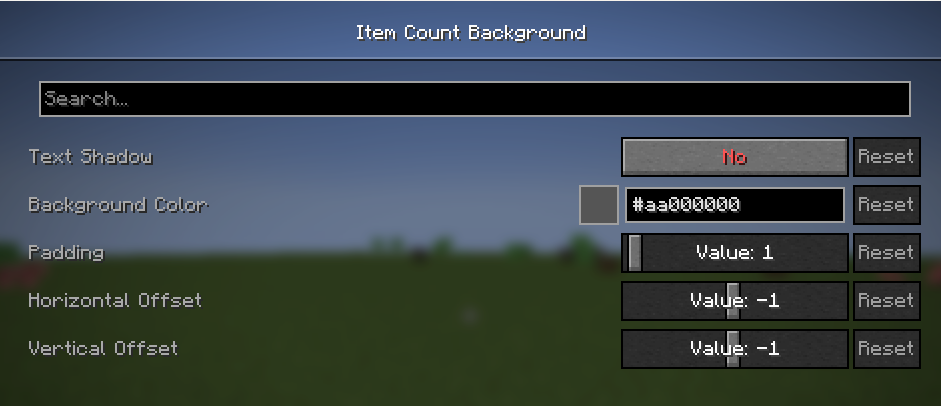 Item Count Background
Search...
Text Shadow No Reset
Background Color #aa000000 Reset
Padding Value: 1 Reset
Horizontal Offset Value: -1 Reset
Vertical Offset Value: -1 Reset